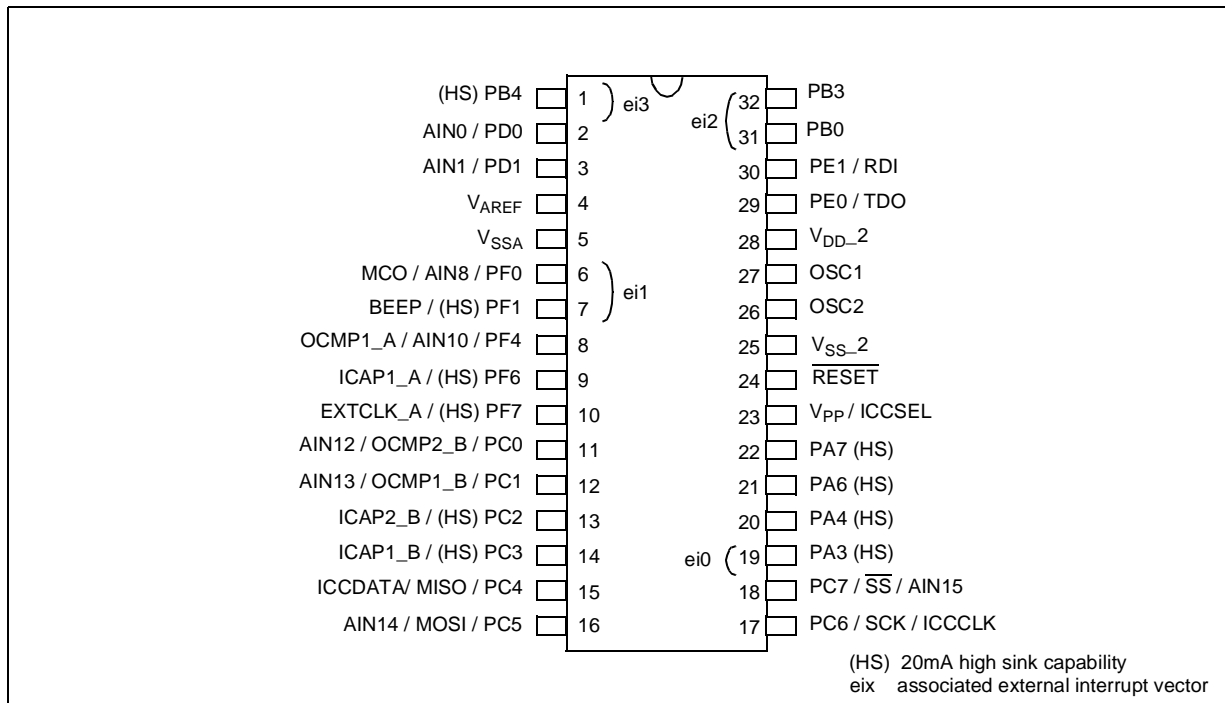 (HS) PB4 1 ei3 ei2 32 PB3
AIN0 / PD0 2 31 PB0
AIN1 / PD1 3 30 PE1 / RDI
VAREF 4 29 PE0 / TDO
VSSA 5 28 VDD_2
MCO / AIN8 / PF0 6 ei1 27 OSC1
BEEP / (HS) PF1 7 26 OSC2
OCMP1_A / AIN10 / PF4 8 25 VSS_2
ICAP1_A / (HS) PF6 9 24 RESET
EXTCLK_A / (HS) PF7 10 23 VPP / ICCSEL
AIN12 / OCMP2_B / PC0 11 22 PA7 (HS)
AIN13 / OCMP1_B / PC1 12 21 PA6 (HS)
ICAP2_B / (HS) PC2 13 20 PA4 (HS)
ICAP1_B / (HS) PC3 14 ei0 19 PA3 (HS)
ICCDATA/ MISO / PC4 15 18 PC7 / SS / AIN15
AIN14 / MOSI / PC5 16 17 PC6 / SCK / ICCCLK
(HS) 20mA high sink capability
eix associated external interrupt vector